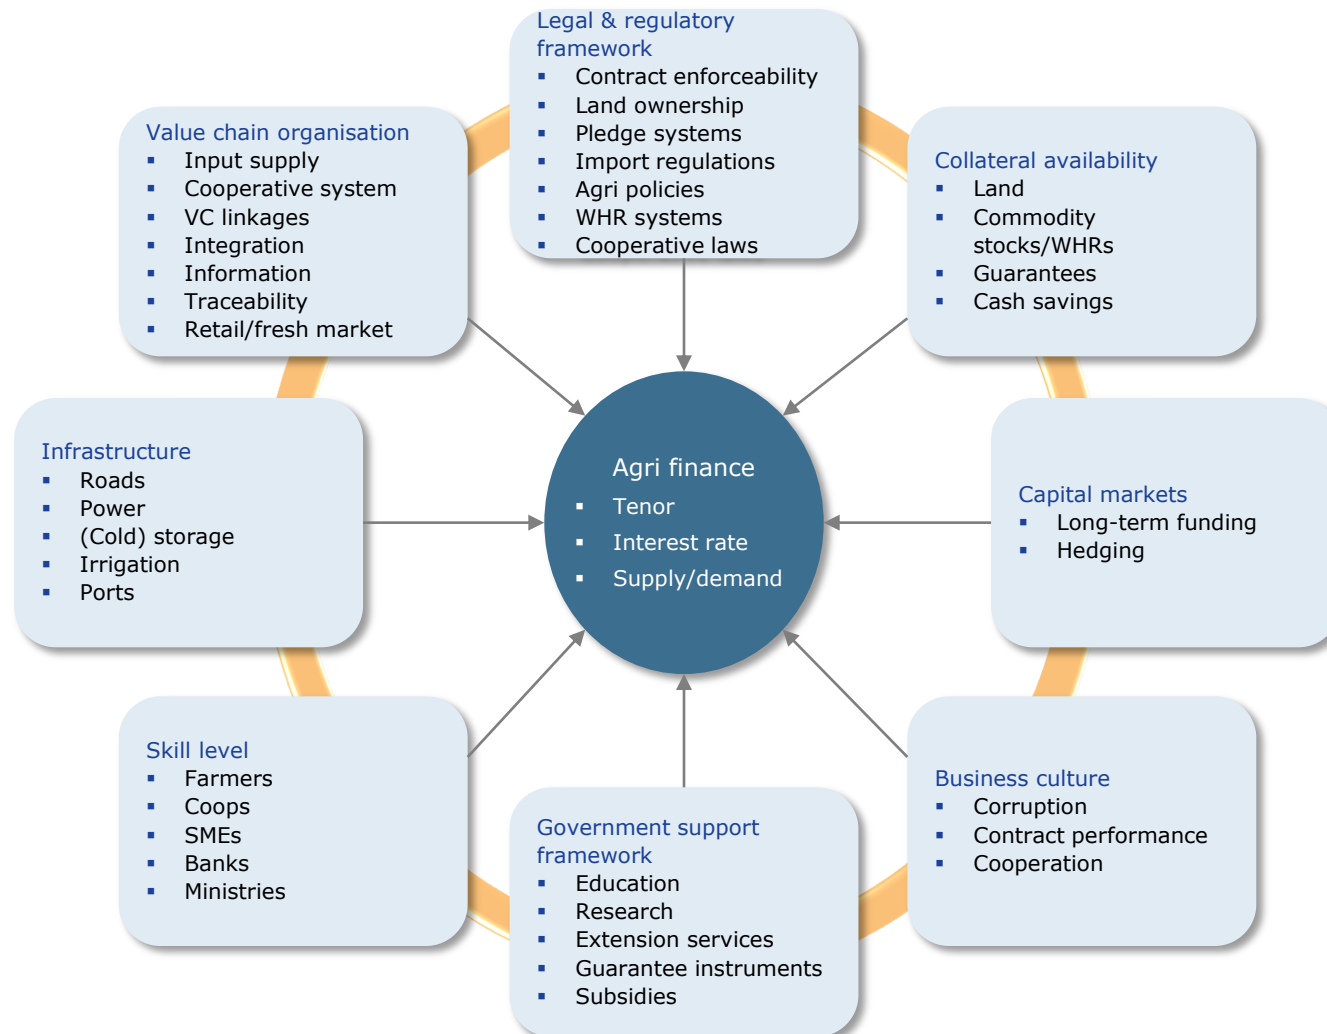 Legal & regulatory
framework
▪ Contract enforceability
▪ Land ownership
▪ Pledge systems
▪ Import regulations
▪ Agri policies
▪ WHR systems
▪ Cooperative laws
Value chain organisation
▪ Input supply
▪ Cooperative system
▪ VC linkages
▪ Integration
▪ Information
▪ Traceability
▪ Retail/fresh market
Collateral availability
▪ Land
▪ Commodity
stocks/WHRs
▪ Guarantees
▪ Cash savings
Infrastructure
▪ Roads
▪ Power
▪ (Cold) storage
▪ Irrigation
▪ Ports
Agri finance
▪ Tenor
▪ Interest rate
▪ Supply/demand
Capital markets
▪ Long-term funding
▪ Hedging
Skill level
▪ Farmers
▪ Coops
▪ SMEs
▪ Banks
▪ Ministries
Government support
framework
▪ Education
▪ Research
▪ Extension services
▪ Guarantee instruments
▪ Subsidies
Business culture
▪ Corruption
▪ Contract performance
▪ Cooperation